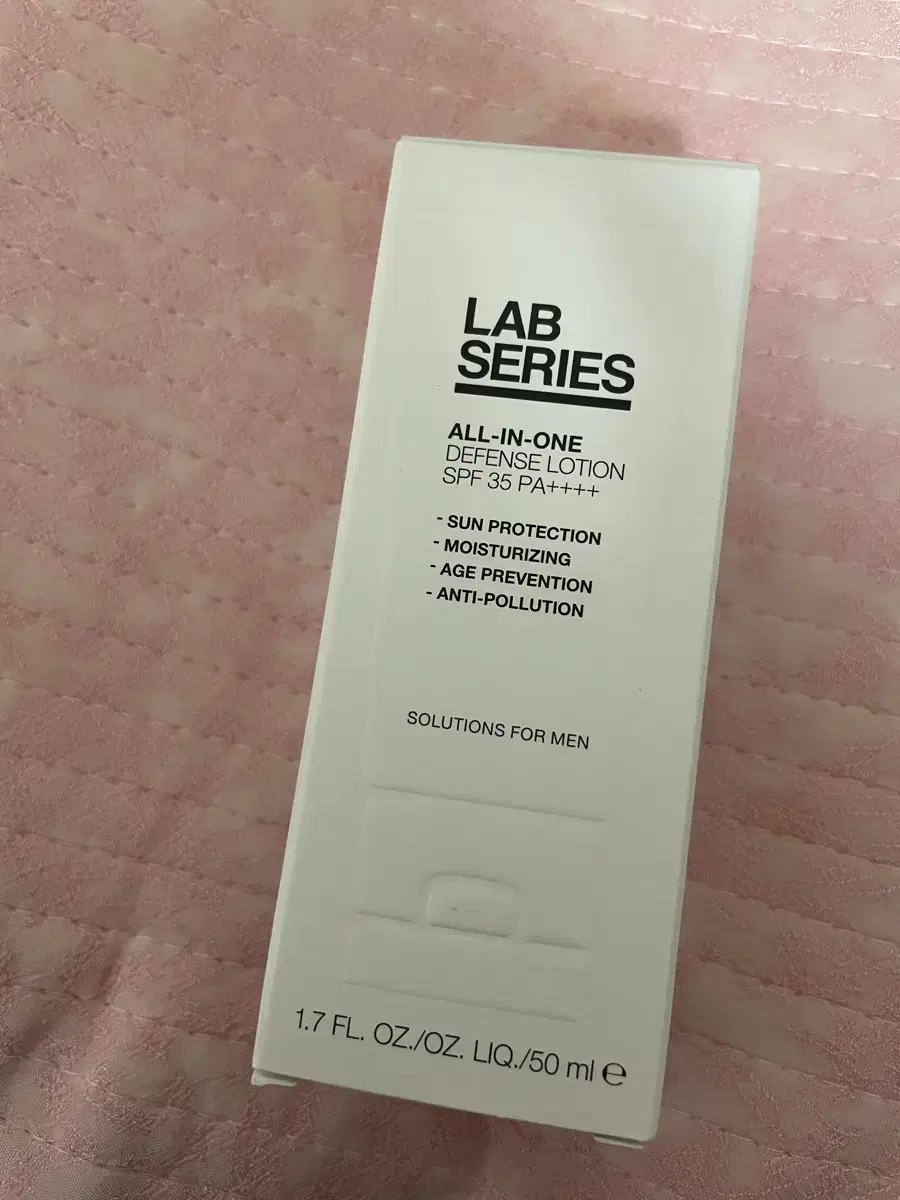 LAB
SERIES
ALL-IN-ONE
DEFENSE LOTION
SPF 35 PA++++
- SUN PROTECTION
- MOISTURIZING
- AGE PREVENTION
- ANTI-POLLUTION
SOLUTIONS FOR MEN
1.7 FL. OZ./OZ. LIQ./50 ml ℮